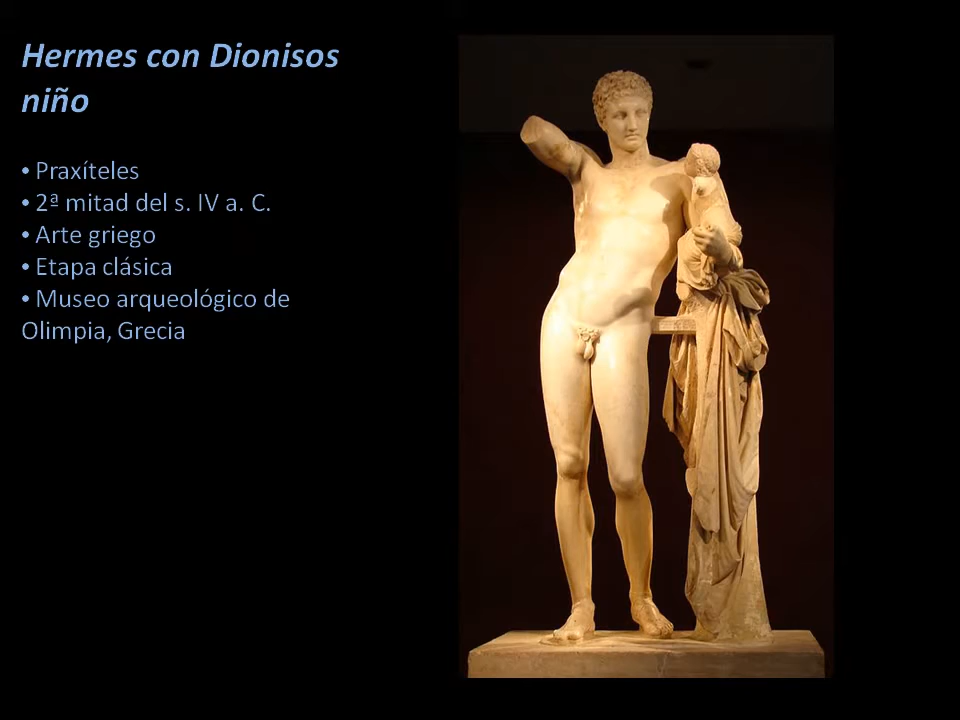 Hermes con Dionisos
niño
• Praxíteles
• 2ª mitad del s. IV a. C.
• Arte griego
• Etapa clásica
• Museo arqueológico de
Olimpia, Grecia